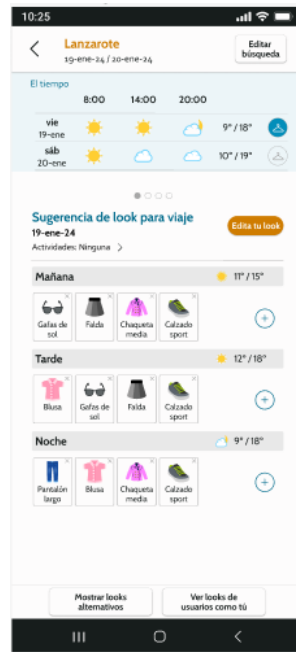 10:25
Lanzarote
19-ene-24 / 20-ene-24
Editar búsqueda
El tiempo
8:00 14:00 20:00
vie 19-ene 9° / 18°
sáb 20-ene 10° / 19°
Sugerencia de look para viaje
19-ene-24
Edita tu look
Actividades: Ninguna >
Mañana 11° / 15°
Gafas de sol
Falda
Chaqueta media
Calzado sport
Tarde 12° / 18°
Blusa
Gafas de sol
Falda
Calzado sport
Noche 9° / 18°
Pantalón largo
Blusa
Chaqueta media
Calzado sport
Mostrar looks alternativos
Ver looks de usuarios como tú